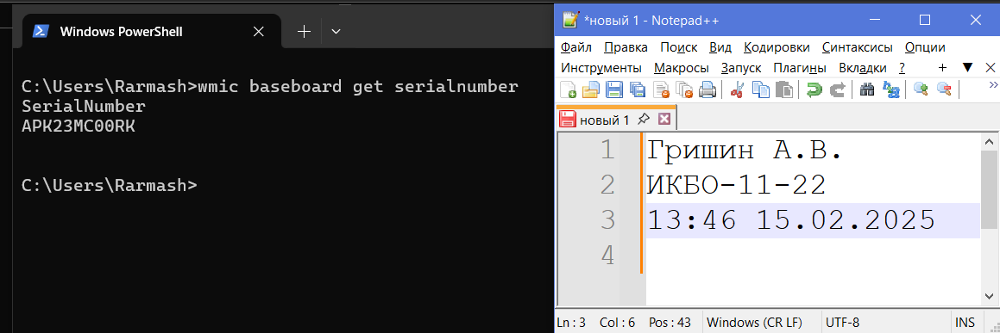 Windows PowerShell
C:\Users\Rarmash>wmic baseboard get serialnumber
SerialNumber
APK23MC00RK
C:\Users\Rarmash>
*новый 1 - Notepad++
Файл Правка Поиск Вид Кодировки Синтаксисы Опции
Инструменты Макросы Запуск Плагины Вкладки ?
новый 1
1 Гришин А.В.
2 ИКБО-11-22
3 13:46 15.02.2025
4
Ln : 3 Col : 6 Pos : 43 Windows (CR LF) UTF-8 INS